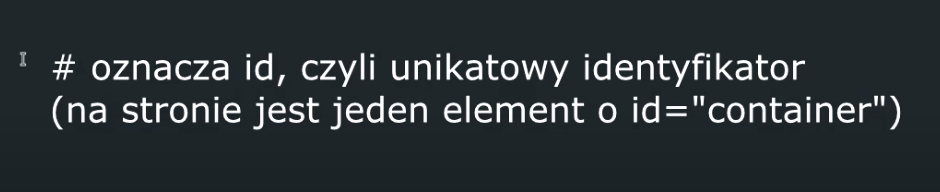 # oznacza id, czyli unikatowy identyfikator
(na stronie jest jeden element o id="container")